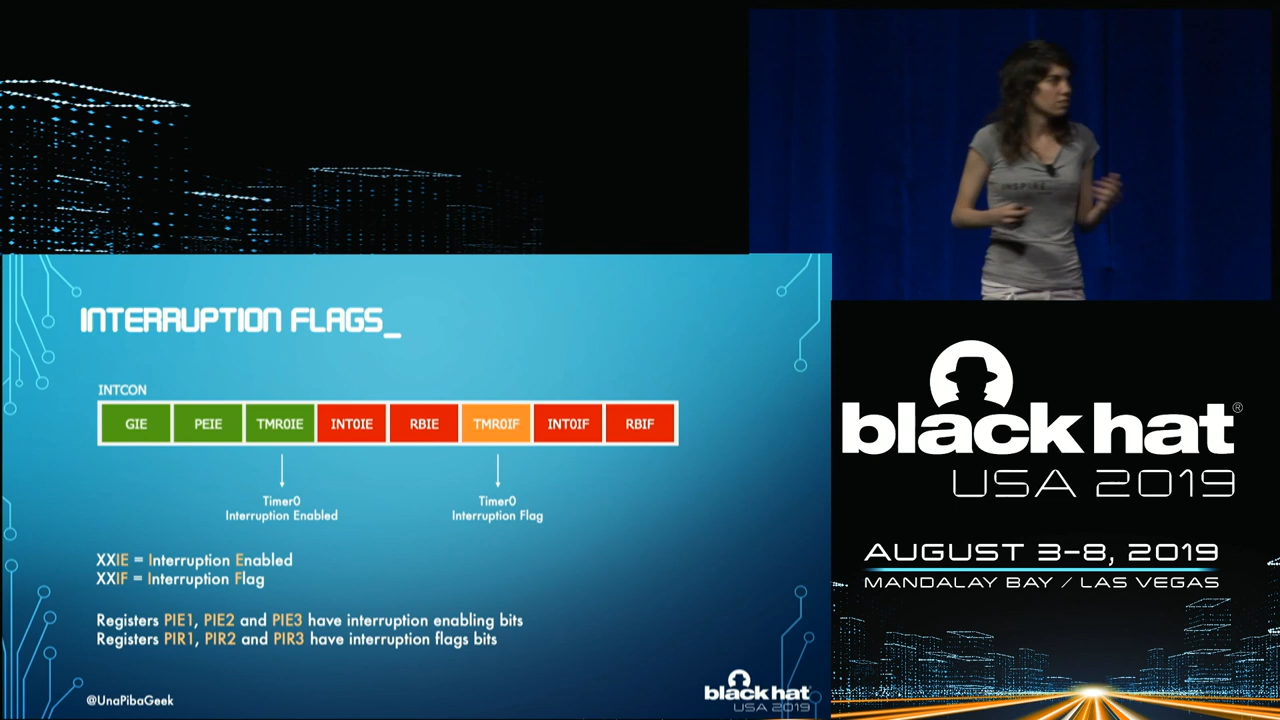 INSPIRE
INTERRUPTION FLAGS_
INTCON
GIE PEIE TMR0IE INT0IE RBIE TMR0IF INT0IF RBIF
Timer0
Interruption Enabled
Timer0
Interruption Flag
XXIE = Interruption Enabled
XXIF = Interruption Flag
Registers PIE1, PIE2 and PIE3 have interruption enabling bits
Registers PIR1, PIR2 and PIR3 have interruption flags bits
@UnaPibaGeek
black hat
USA 2019
black hat®
USA 2019
AUGUST 3-8, 2019
MANDALAY BAY / LAS VEGAS